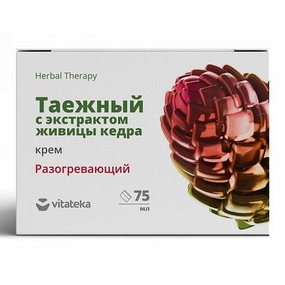 Herbal Therapy
Таежный
с экстрактом
живицы кедра
крем
Разогревающий
vitateka
75
мл